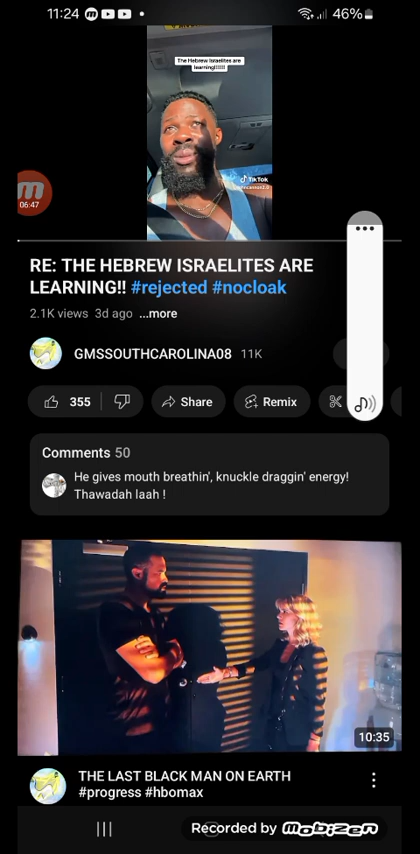 11:24
46%
The Hebrew Israelites are
learning!!!!!!
TikTok
06:47
RE: THE HEBREW ISRAELITES ARE
LEARNING!! #rejected #nocloak
2.1K views 3d ago ...more
GMSSOUTHCAROLINA08 11K
355
Share
Remix
Comments 50
He gives mouth breathin', knuckle draggin' energy!
Thawadah laah !
10:35
THE LAST BLACK MAN ON EARTH
#progress #hbomax
Recorded by mobizen